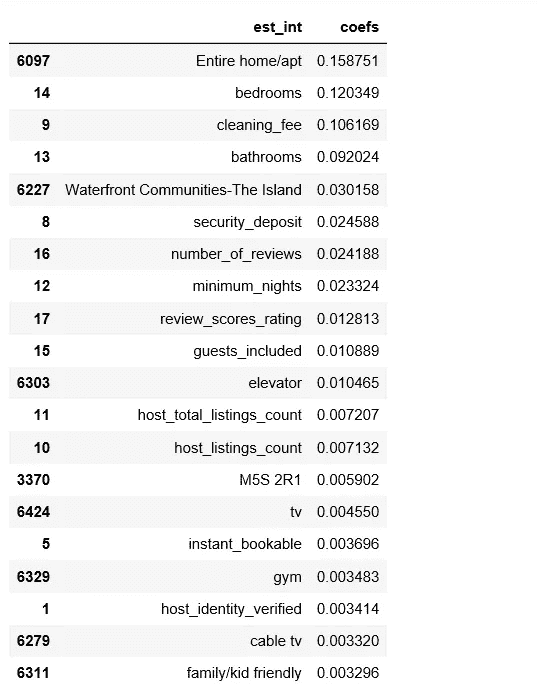 est_int coefs
6097 Entire home/apt 0.158751
14 bedrooms 0.120349
9 cleaning_fee 0.106169
13 bathrooms 0.092024
6227 Waterfront Communities-The Island 0.030158
8 security_deposit 0.024588
16 number_of_reviews 0.024188
12 minimum_nights 0.023324
17 review_scores_rating 0.012813
15 guests_included 0.010889
6303 elevator 0.010465
11 host_total_listings_count 0.007207
10 host_listings_count 0.007132
3370 M5S 2R1 0.005902
6424 tv 0.004550
5 instant_bookable 0.003696
6329 gym 0.003483
1 host_identity_verified 0.003414
6279 cable tv 0.003320
6311 family/kid friendly 0.003296